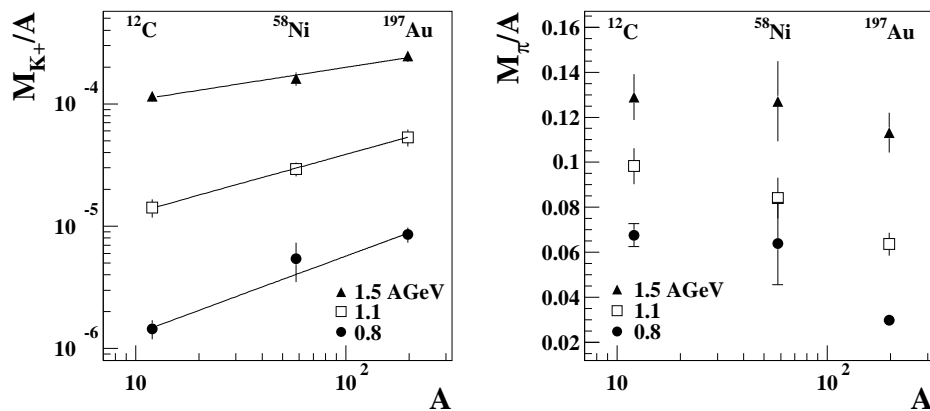 M_K+/A
¹²C ⁵⁸Ni ¹⁹⁷Au
10⁻⁴
10⁻⁵
10⁻⁶
▲ 1.5 AGeV
□ 1.1
● 0.8
10 10²
A
M_π/A
¹²C ⁵⁸Ni ¹⁹⁷Au
0.16
0.14
0.12
0.1
0.08
0.06
0.04
0.02
▲ 1.5 AGeV
□ 1.1
● 0.8
10 10²
A